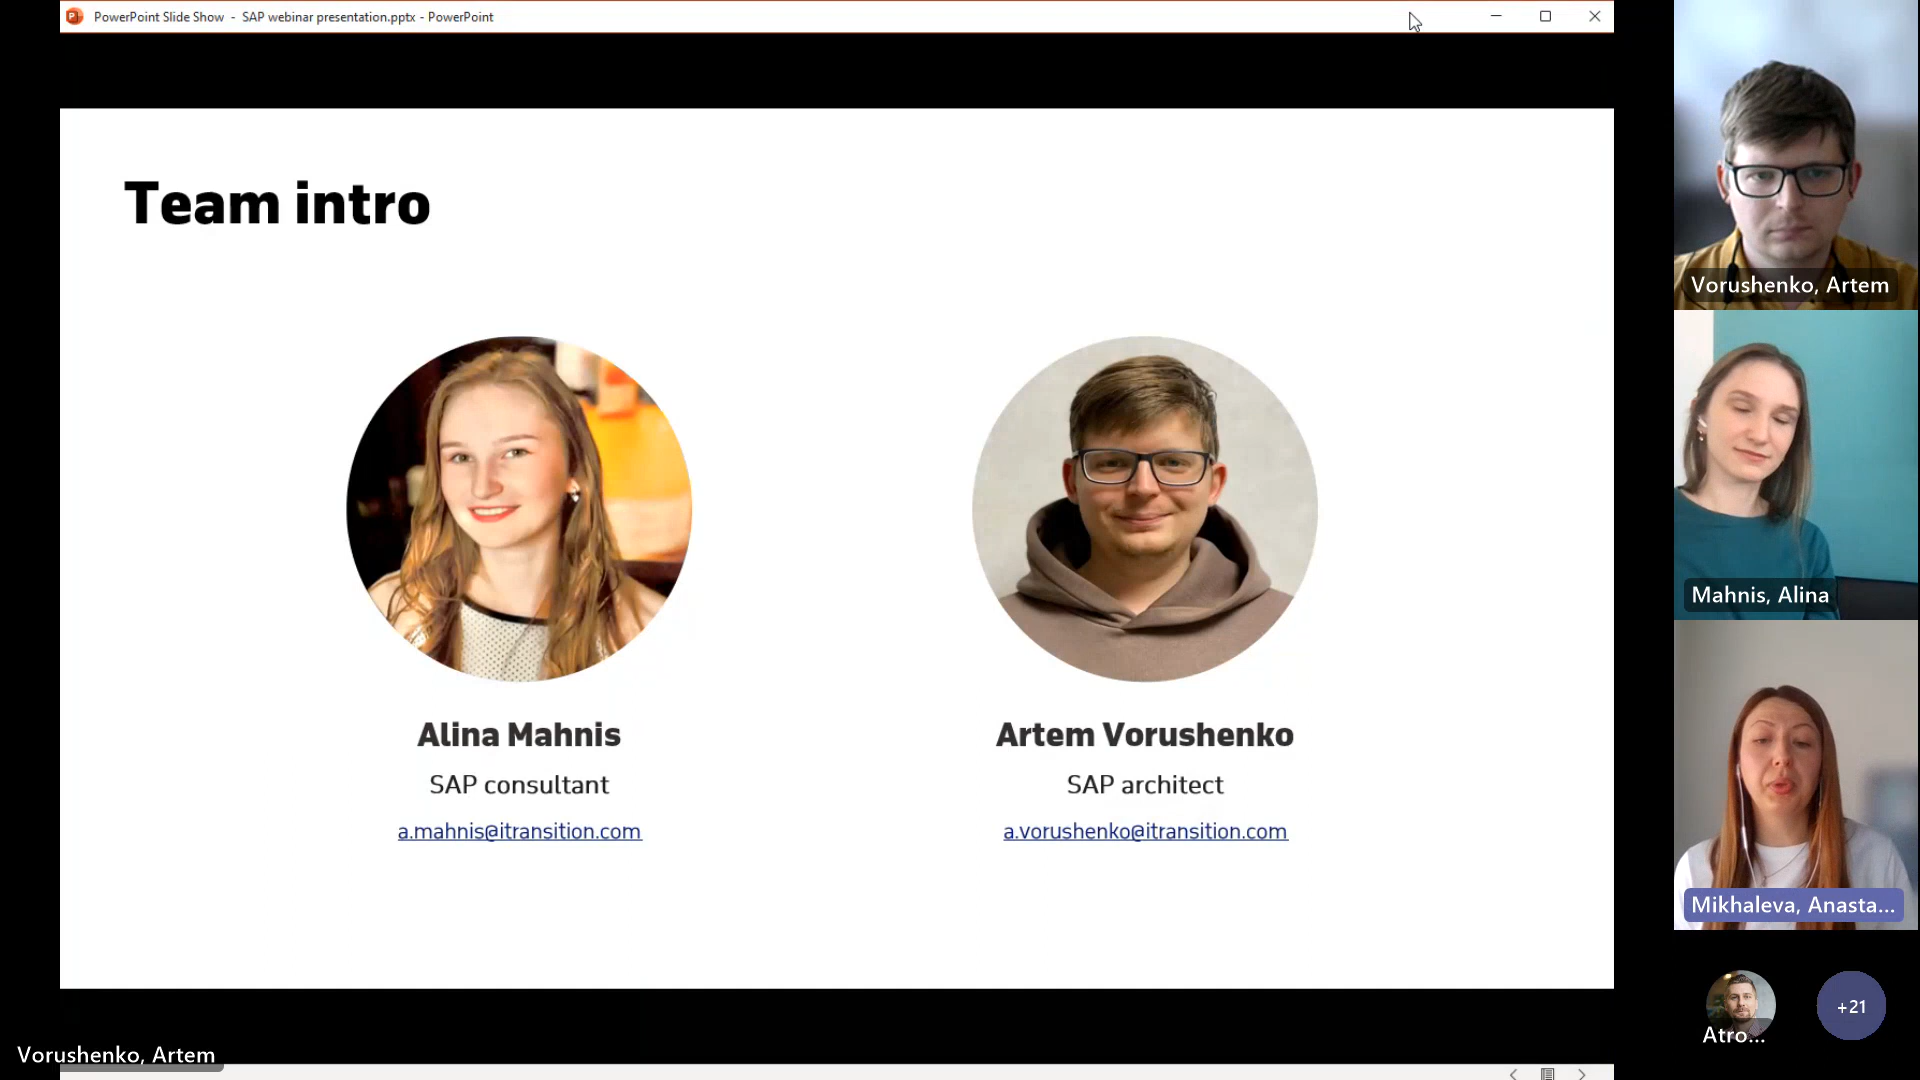 PowerPoint Slide Show - SAP webinar presentation.pptx - PowerPoint
Team intro
Alina Mahnis
SAP consultant
a.mahnis@itransition.com
Artem Vorushenko
SAP architect
a.vorushenko@itransition.com
Vorushenko, Artem
Mahnis, Alina
Mikhaleva, Anasta...
Atro...
+21
Vorushenko, Artem